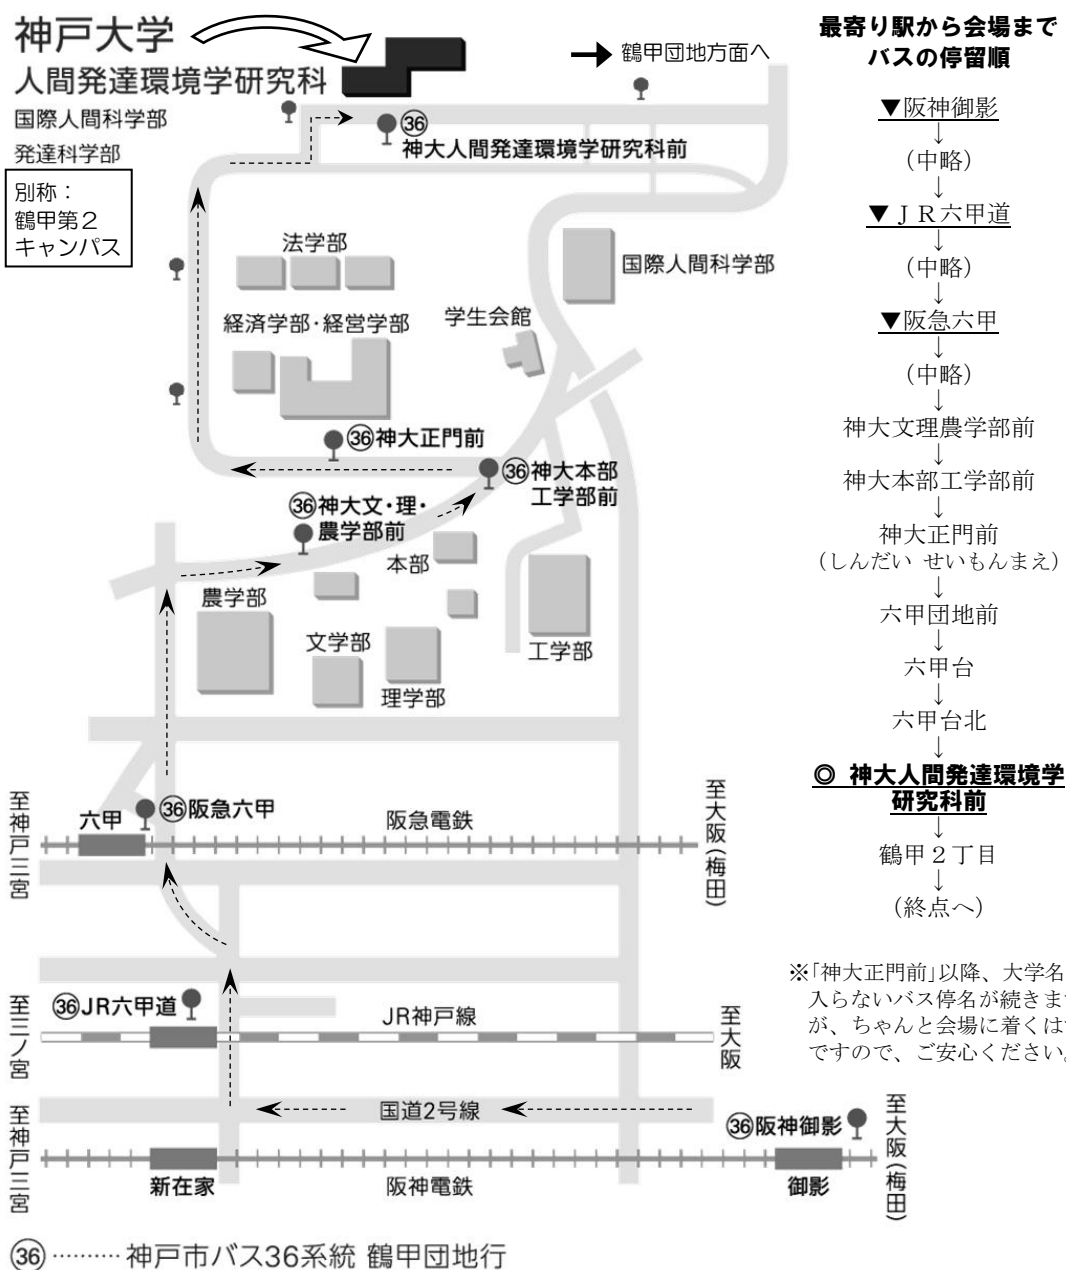 神戸大学
人間発達環境学研究科
国際人間科学部
発達科学部
別称：
鶴甲第２
キャンパス
鶴甲団地方面へ
㊱
神大人間発達環境学研究科前
法学部
国際人間科学部
経済学部・経営学部
学生会館
㊱神大正門前
㊱神大本部
工学部前
㊱神大文・理・
農学部前
本部
農学部
文学部
理学部
工学部
至神戸三宮
六甲
㊱阪急六甲
阪急電鉄
至大阪（梅田）
至三ノ宮
㊱JR六甲道
JR神戸線
至大阪
国道2号線
至神戸三宮
㊱阪神御影
至大阪（梅田）
新在家
阪神電鉄
御影
㊱ ………… 神戸市バス36系統 鶴甲団地行
最寄り駅から会場まで
バスの停留順
▼阪神御影
↓
（中略）
↓
▼ＪＲ六甲道
↓
（中略）
↓
▼阪急六甲
↓
（中略）
↓
神大文理農学部前
↓
神大本部工学部前
↓
神大正門前
（しんだい せいもんまえ）
↓
六甲団地前
↓
六甲台
↓
六甲台北
↓
◎ 神大人間発達環境学
研究科前
↓
鶴甲２丁目
↓
（終点へ）
※「神大正門前」以降、大学名
入らないバス停名が続きま
が、ちゃんと会場に着くは
ですので、ご安心ください